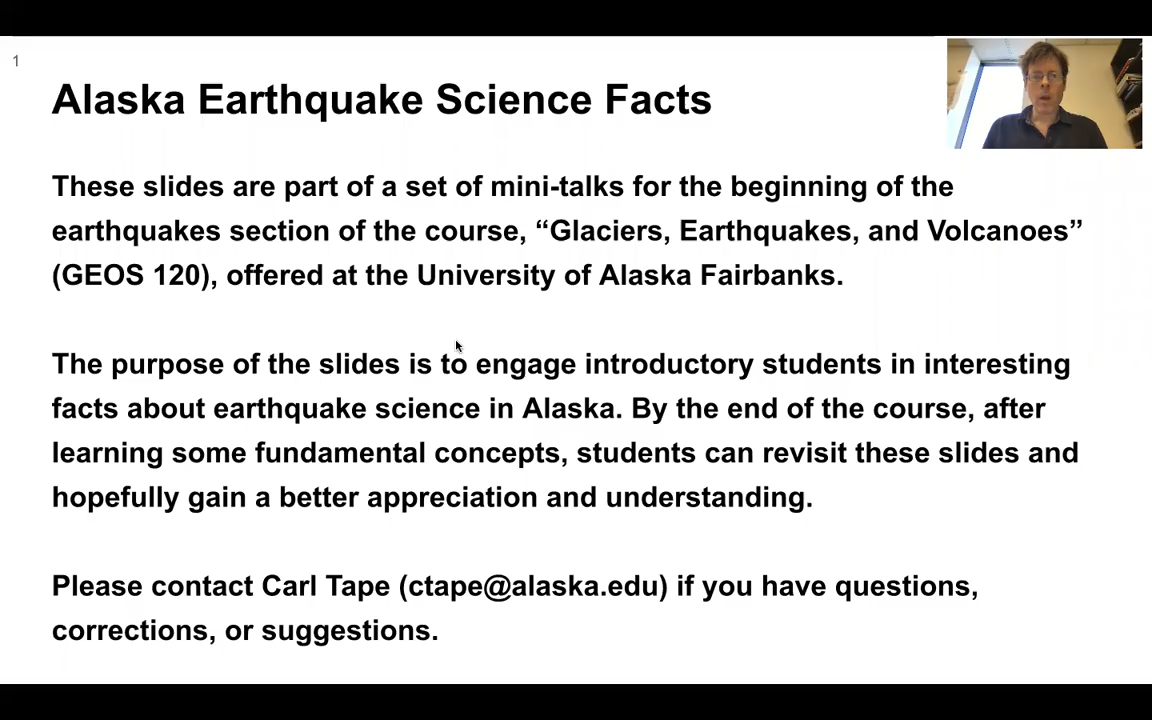 1
Alaska Earthquake Science Facts
These slides are part of a set of mini-talks for the beginning of the
earthquakes section of the course, “Glaciers, Earthquakes, and Volcanoes”
(GEOS 120), offered at the University of Alaska Fairbanks.
The purpose of the slides is to engage introductory students in interesting
facts about earthquake science in Alaska. By the end of the course, after
learning some fundamental concepts, students can revisit these slides and
hopefully gain a better appreciation and understanding.
Please contact Carl Tape (ctape@alaska.edu) if you have questions,
corrections, or suggestions.